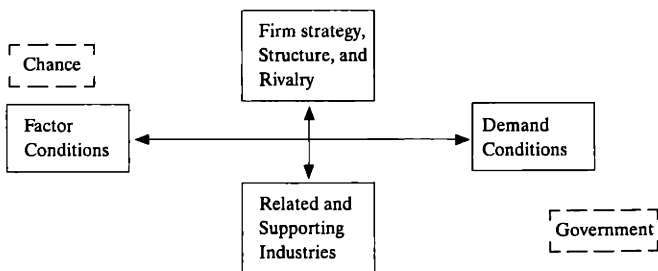 Firm strategy,
Structure, and
Rivalry
Chance
Factor
Conditions
Demand
Conditions
Related and
Supporting
Industries
Government